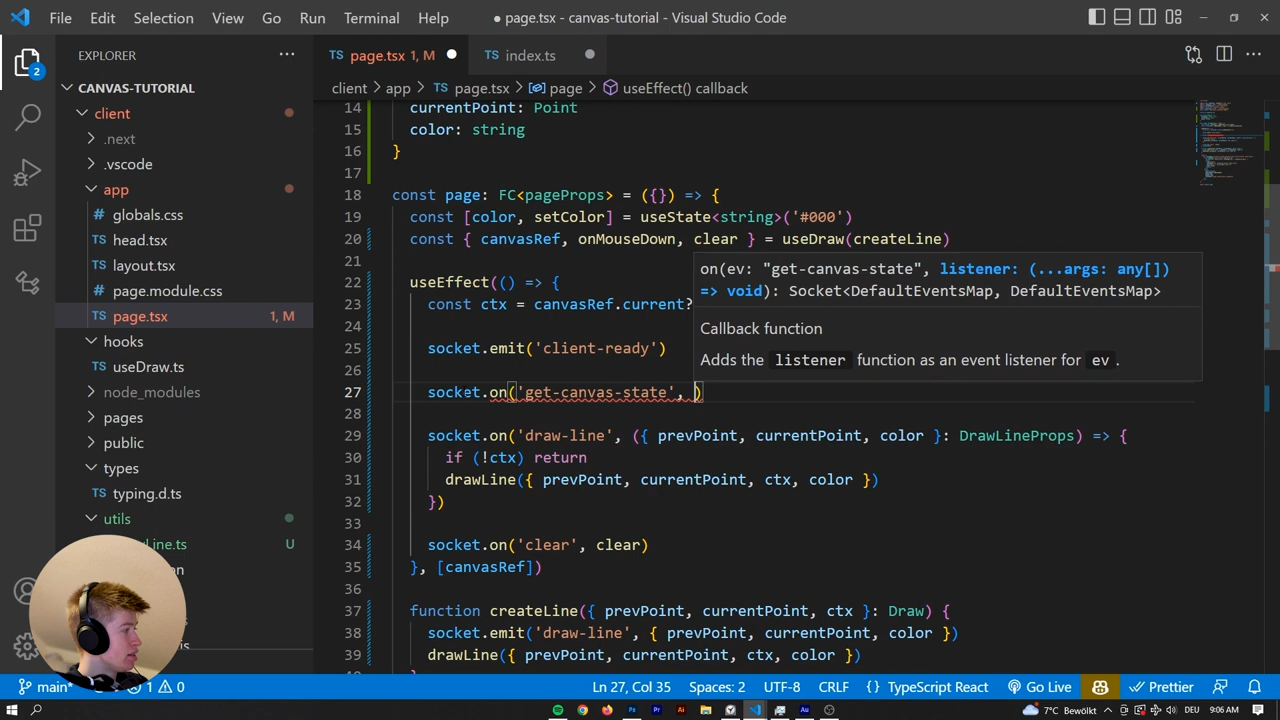 File Edit Selection View Go Run Terminal Help
● page.tsx - canvas-tutorial - Visual Studio Code
EXPLORER
TS page.tsx 1, M
TS index.ts
client > app > TS page.tsx > page > useEffect() callback
2
CANVAS-TUTORIAL
client
.next
.vscode
app
# globals.css
TS head.tsx
TS layout.tsx
# page.module.css
TS page.tsx 1, M
hooks
TS useDraw.ts
node_modules
pages
public
types
TS typing.d.ts
utils
Line.ts U
14 currentPoint: Point
15 color: string
16 }
17
18 const page: FC<pageProps> = ({}) => {
19 const [color, setColor] = useState<string>('#000')
20 const { canvasRef, onMouseDown, clear } = useDraw(createLine)
21
22 useEffect(() => {
23 const ctx = canvasRef.current?
24
25 socket.emit('client-ready')
26
27 socket.on('get-canvas-state', )
28
29 socket.on('draw-line', ({ prevPoint, currentPoint, color }: DrawLineProps) => {
30 if (!ctx) return
31 drawLine({ prevPoint, currentPoint, ctx, color })
32 })
33
34 socket.on('clear', clear)
35 }, [canvasRef])
36
37 function createLine({ prevPoint, currentPoint, ctx }: Draw) {
38 socket.emit('draw-line', { prevPoint, currentPoint, color })
39 drawLine({ prevPoint, currentPoint, ctx, color })
on(ev: "get-canvas-state", listener: (...args: any[])
=> void): Socket<DefaultEventsMap, DefaultEventsMap>
Callback function
Adds the listener function as an event listener for ev .
main* 1 0
Ln 27, Col 35 Spaces: 2 UTF-8 CRLF {} TypeScript React Go Live Prettier
7°C Bewölkt DEU 9:06 AM